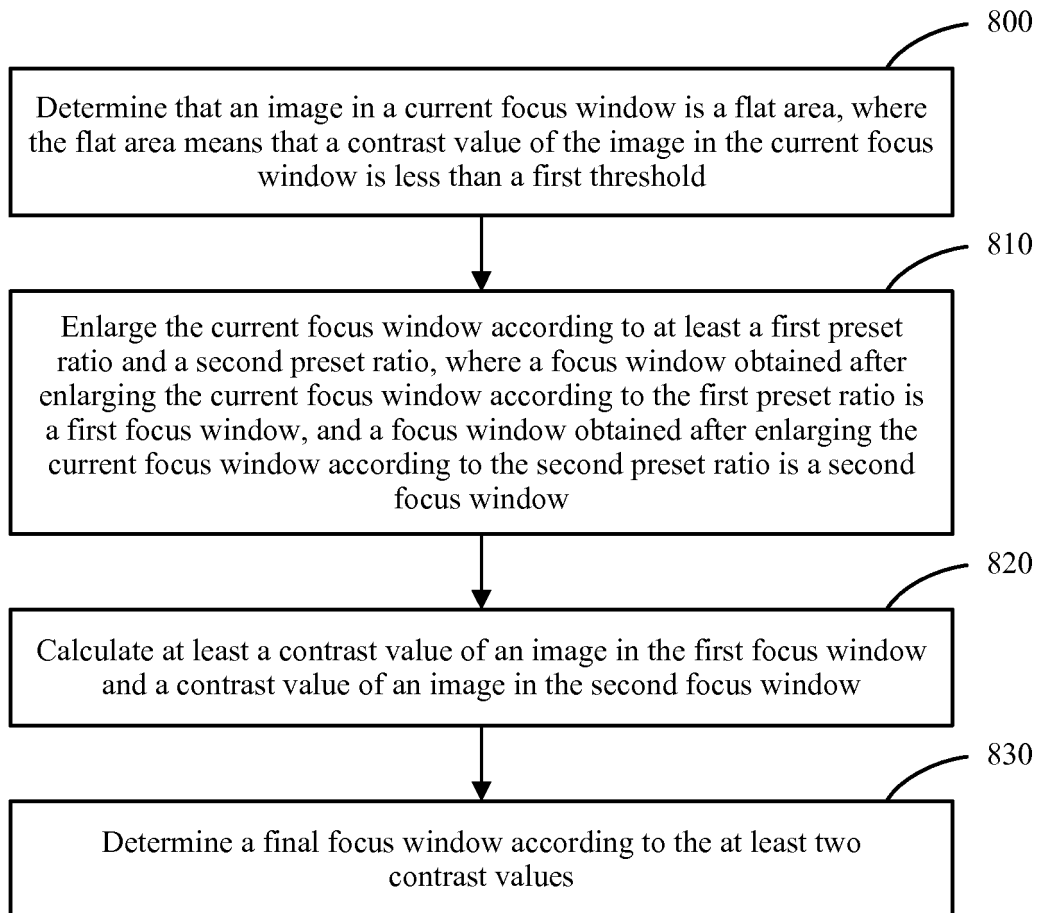 800
Determine that an image in a current focus window is a flat area, where
the flat area means that a contrast value of the image in the current focus
window is less than a first threshold
810
Enlarge the current focus window according to at least a first preset
ratio and a second preset ratio, where a focus window obtained after
enlarging the current focus window according to the first preset ratio is
a first focus window, and a focus window obtained after enlarging the
current focus window according to the second preset ratio is a second
focus window
820
Calculate at least a contrast value of an image in the first focus window
and a contrast value of an image in the second focus window
830
Determine a final focus window according to the at least two
contrast values